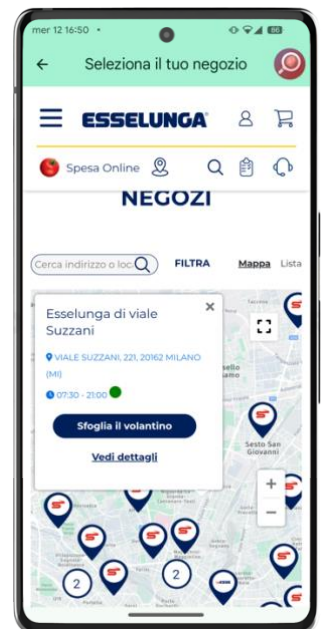 mer 12 16:50
60
Seleziona il tuo negozio
ESSELUNGA
Spesa Online
NEGOZI
Cerca indirizzo o loc
FILTRA
Mappa
Lista
Esselunga di viale
Suzzani
×
VIALE SUZZANI, 221, 20162 MILANO
(MI)
07:30 - 21:00
Sfoglia il volantino
Vedi dettagli
Sesto San
Giovanni
+
−
2
2